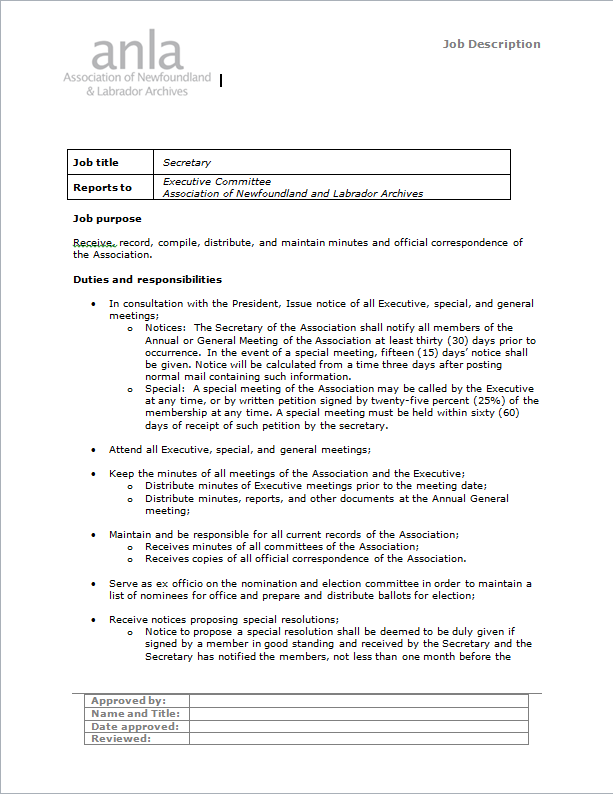 anla
Association of Newfoundland
& Labrador Archives
Job Description
Job title Secretary
Reports to Executive Committee
Association of Newfoundland and Labrador Archives
Job purpose
Receive, record, compile, distribute, and maintain minutes and official correspondence of
the Association.
Duties and responsibilities
• In consultation with the President, Issue notice of all Executive, special, and general
meetings;
o Notices: The Secretary of the Association shall notify all members of the
Annual or General Meeting of the Association at least thirty (30) days prior to
occurrence. In the event of a special meeting, fifteen (15) days' notice shall
be given. Notice will be calculated from a time three days after posting
normal mail containing such information.
o Special: A special meeting of the Association may be called by the Executive
at any time, or by written petition signed by twenty-five percent (25%) of the
membership at any time. A special meeting must be held within sixty (60)
days of receipt of such petition by the secretary.
• Attend all Executive, special, and general meetings;
• Keep the minutes of all meetings of the Association and the Executive;
o Distribute minutes of Executive meetings prior to the meeting date;
o Distribute minutes, reports, and other documents at the Annual General
meeting;
• Maintain and be responsible for all current records of the Association;
o Receives minutes of all committees of the Association;
o Receives copies of all official correspondence of the Association.
• Serve as ex officio on the nomination and election committee in order to maintain a
list of nominees for office and prepare and distribute ballots for election;
• Receive notices proposing special resolutions;
o Notice to propose a special resolution shall be deemed to be duly given if
signed by a member in good standing and received by the Secretary and the
Secretary has notified the members, not less than one month before the
Approved by:
Name and Title:
Date approved:
Reviewed: